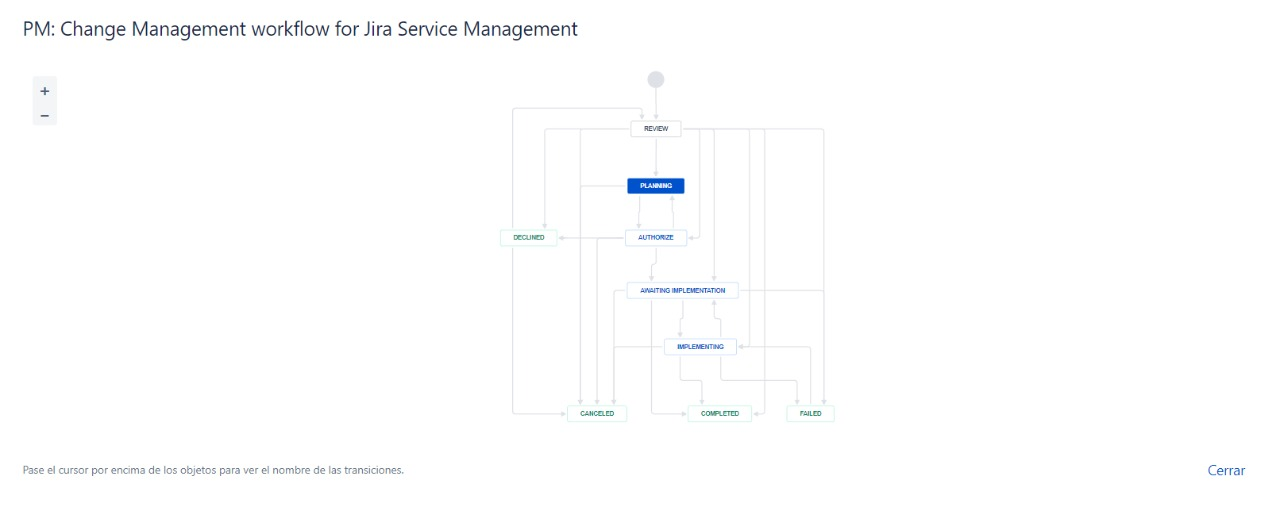 PM: Change Management workflow for Jira Service Management
+
−
REVIEW
PLANNING
DECLINED
AUTHORIZE
AWAITING IMPLEMENTATION
IMPLEMENTING
CANCELED
COMPLETED
FAILED
Pase el cursor por encima de los objetos para ver el nombre de las transiciones.
Cerrar